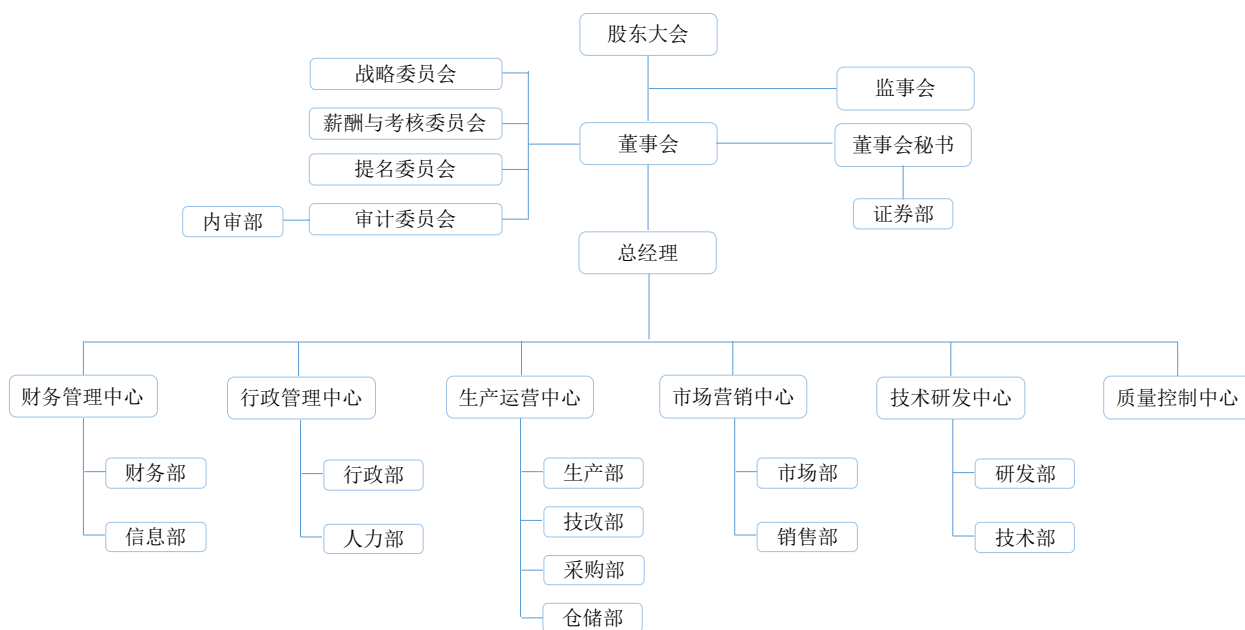 股东大会
战略委员会
监事会
薪酬与考核委员会
董事会
董事会秘书
提名委员会
内审部
审计委员会
证券部
总经理
财务管理中心
行政管理中心
生产运营中心
市场营销中心
技术研发中心
质量控制中心
财务部
行政部
生产部
市场部
研发部
技改部
信息部
人力部
销售部
技术部
采购部
仓储部